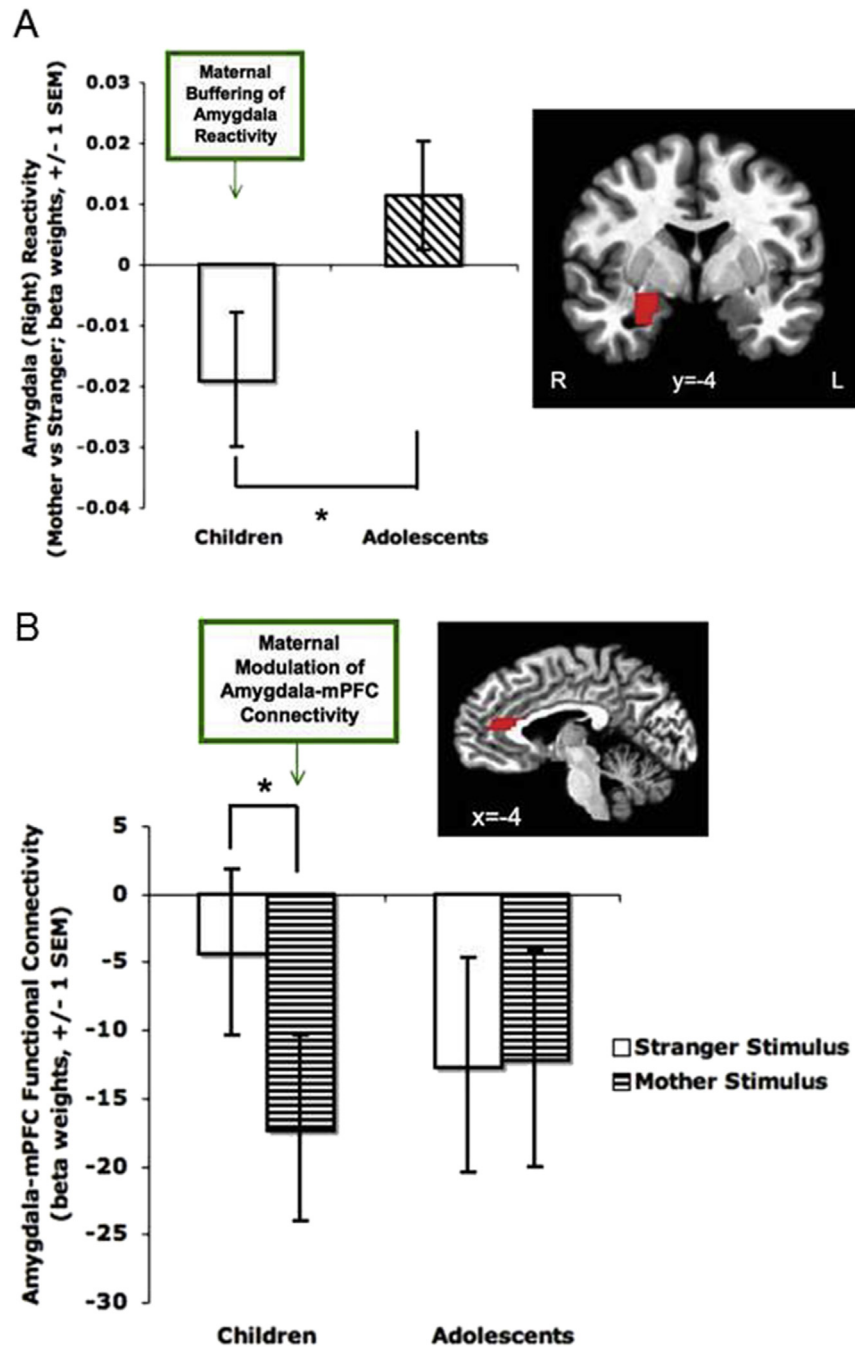 A
Maternal
Buffering of
Amygdala
Reactivity
Amygdala (Right) Reactivity
(Mother vs Stranger; beta weights, +/- 1 SEM)
0.03
0.02
0.01
0
-0.01
-0.02
-0.03
-0.04
*
Children Adolescents
R y=-4 L
B
Maternal
Modulation of
Amygdala-mPFC
Connectivity
x=-4
*
Amygdala-mPFC Functional Connectivity
(beta weights, +/- 1 SEM)
5
0
-5
-10
-15
-20
-25
-30
Stranger Stimulus
Mother Stimulus
Children Adolescents